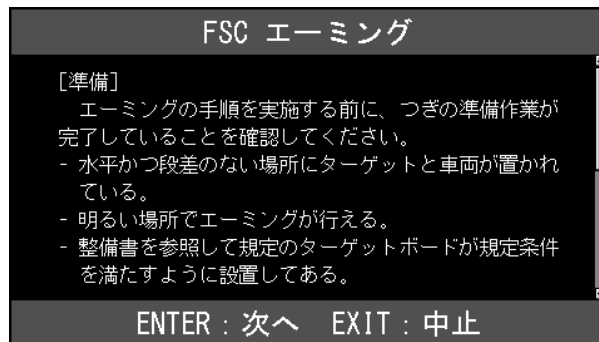 FSC エーミング
[準備]
エーミングの手順を実施する前に、つぎの準備作業が
完了していることを確認してください。
- 水平かつ段差のない場所にターゲットと車両が置かれ
ている。
- 明るい場所でエーミングが行える。
- 整備書を参照して規定のターゲットボードが規定条件
を満たすように設置してある。
ENTER : 次へ EXIT : 中止